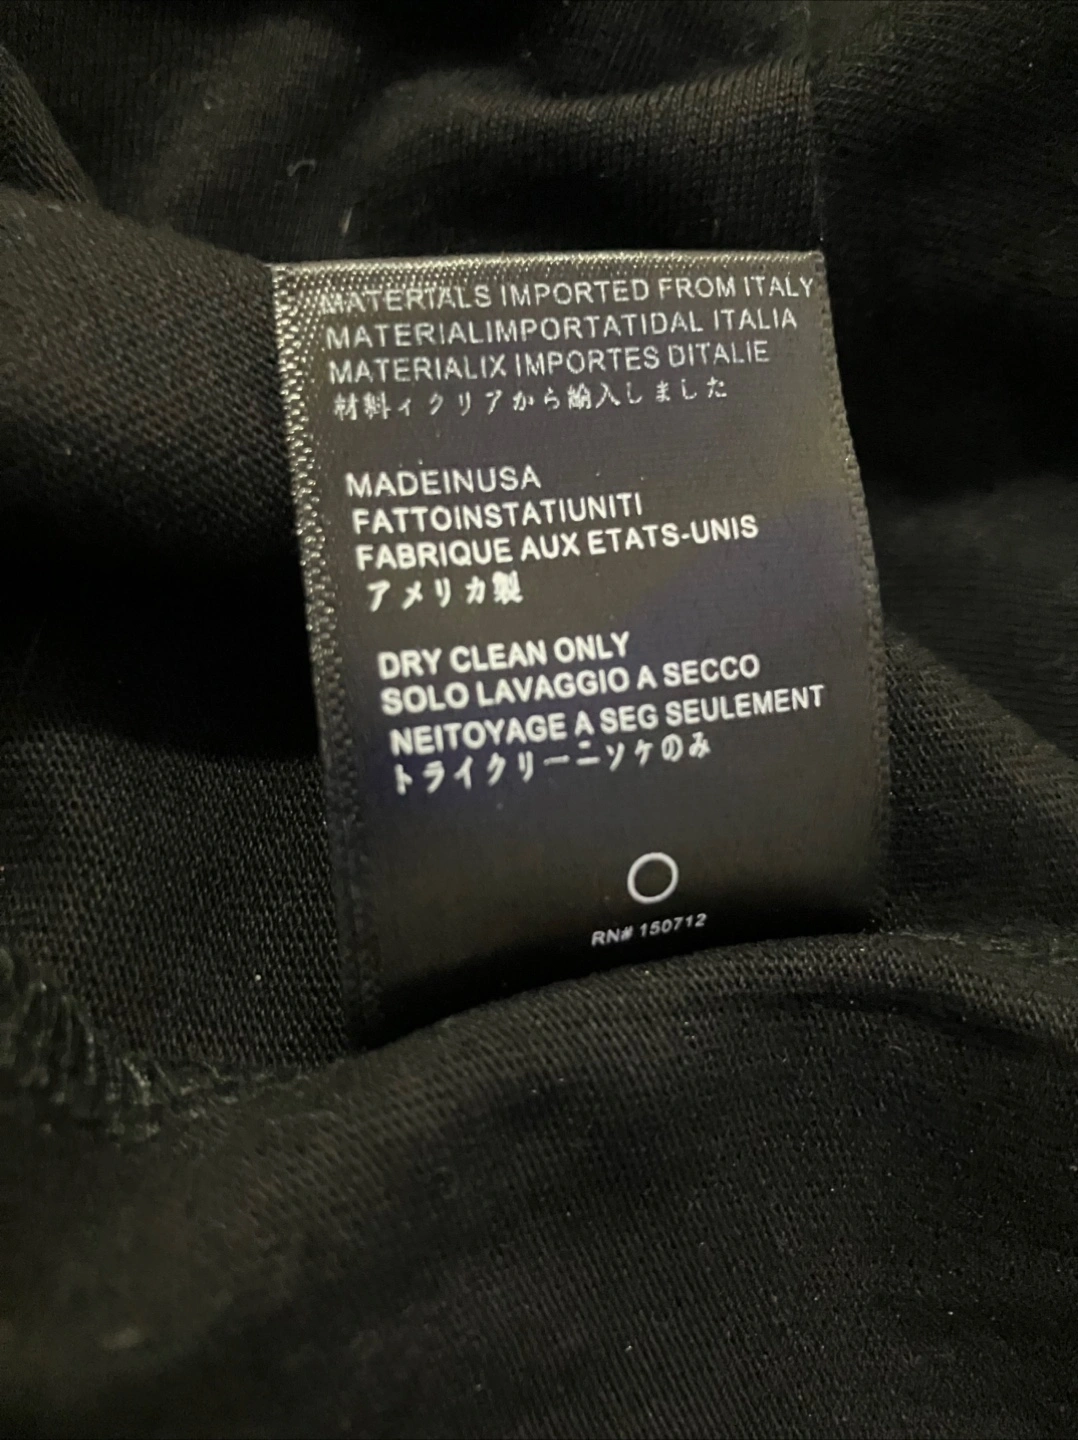 MATERIALS IMPORTED FROM ITALY
MATERIALIMPORTATIDAL ITALIA
MATERIALIX IMPORTES DITALIE
材料ィクリアから輸入しました
MADEINUSA
FATTOINSTATIUNITI
FABRIQUE AUX ETATS-UNIS
アメリカ製
DRY CLEAN ONLY
SOLO LAVAGGIO A SECCO
NEITOYAGE A SEG SEULEMENT
トライクリーニソケのみ
RN# 150712